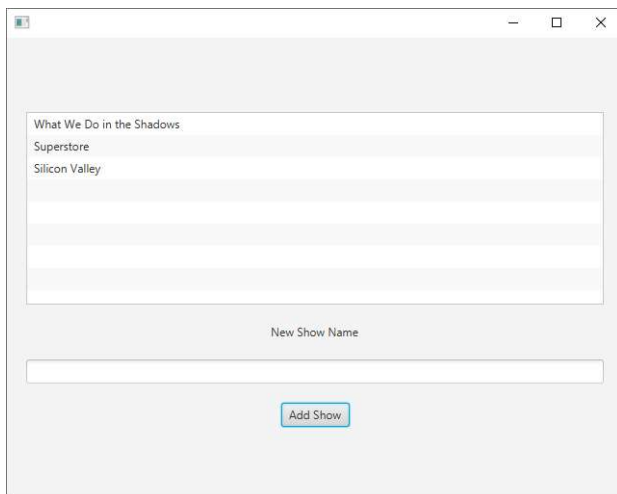 What We Do in the Shadows
Superstore
Silicon Valley
New Show Name
Add Show